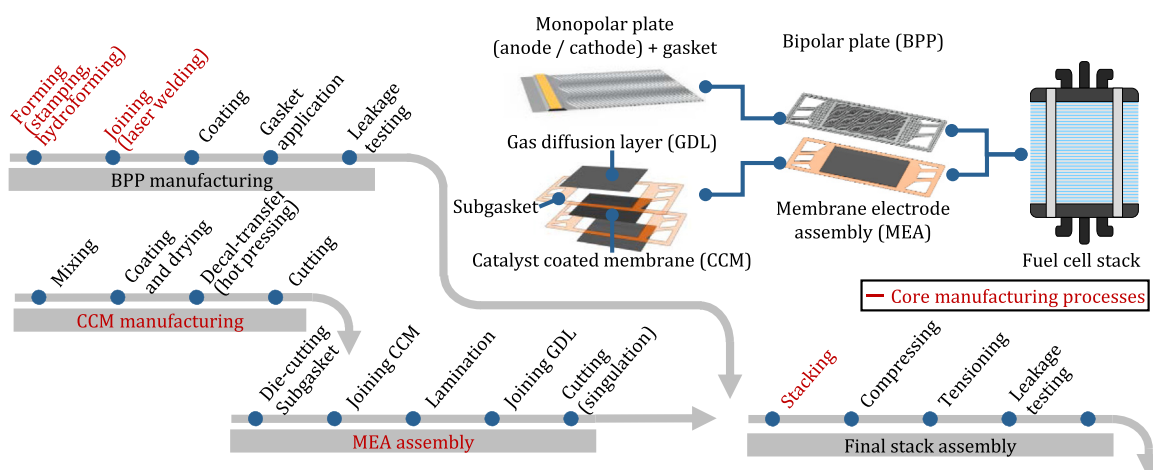 Forming
(stamping,
hydroforming)
Joining
(laser welding)
Coating
Gasket
application
Leakage
testing
BPP manufacturing
Monopolar plate
(anode / cathode) + gasket
Bipolar plate (BPP)
Gas diffusion layer (GDL)
Subgasket
Catalyst coated membrane (CCM)
Membrane electrode
assembly (MEA)
Fuel cell stack
Core manufacturing processes
Mixing
Coating
and drying
Decal-transfer
(hot pressing)
Cutting
CCM manufacturing
Die-cutting
Subgasket
Joining CCM
Lamination
Joining GDL
Cutting
(singulation)
MEA assembly
Stacking
Compressing
Tensioning
Leakage
testing
Final stack assembly